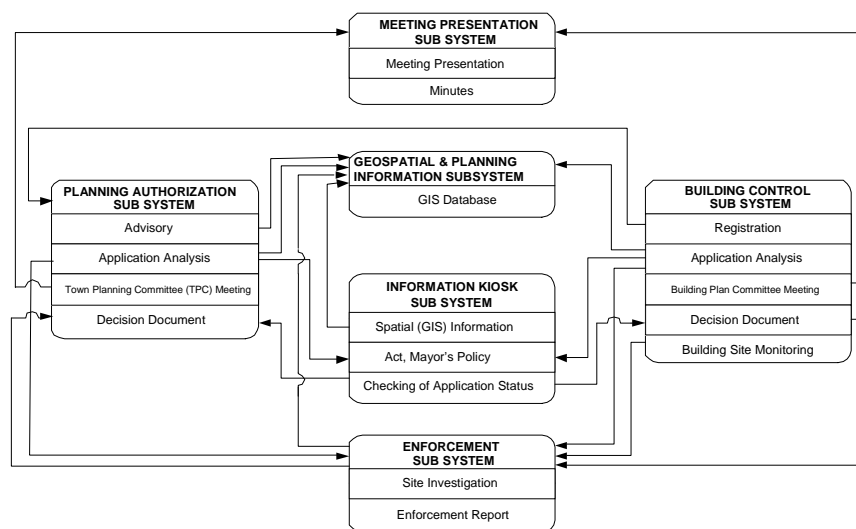 MEETING PRESENTATION
SUB SYSTEM
Meeting Presentation
Minutes
GEOSPATIAL & PLANNING
INFORMATION SUBSYSTEM
GIS Database
PLANNING AUTHORIZATION
SUB SYSTEM
Advisory
Application Analysis
Town Planning Committee (TPC) Meeting
Decision Document
BUILDING CONTROL
SUB SYSTEM
Registration
Application Analysis
Building Plan Committee Meeting
Decision Document
Building Site Monitoring
INFORMATION KIOSK
SUB SYSTEM
Spatial (GIS) Information
Act, Mayor's Policy
Checking of Application Status
ENFORCEMENT
SUB SYSTEM
Site Investigation
Enforcement Report